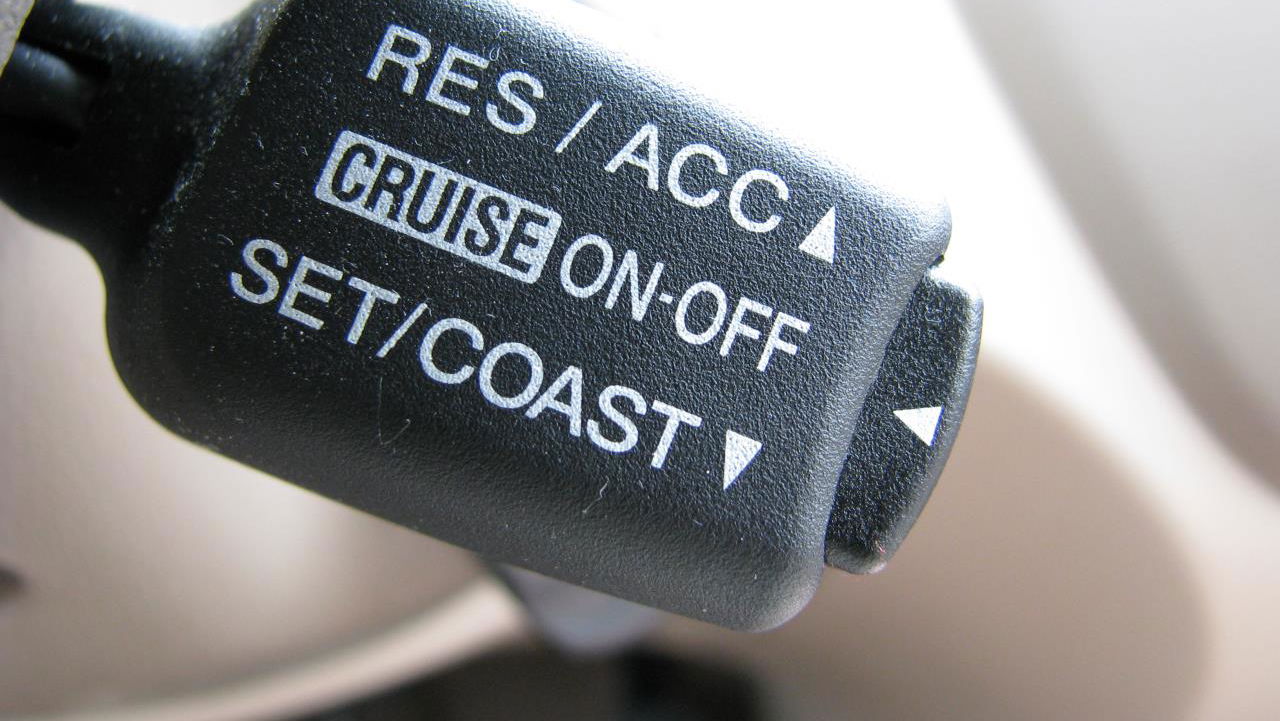 RES / ACC ▲
CRUISE ON-OFF
SET/COAST ▼